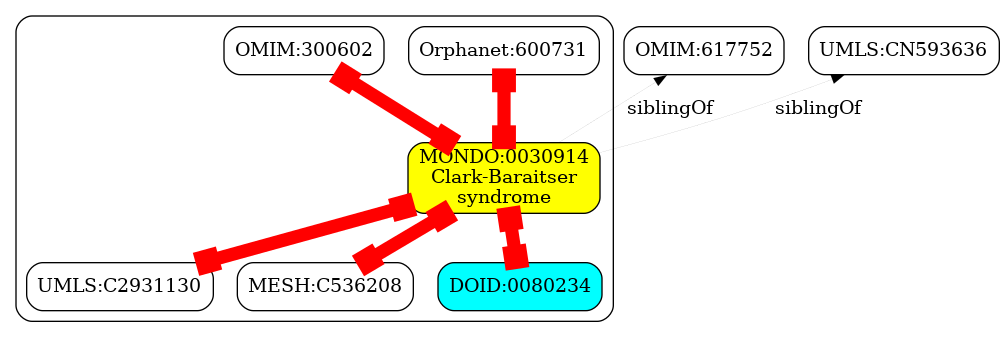 OMIM:300602
Orphanet:600731
OMIM:617752
UMLS:CN593636
siblingOf
siblingOf
MONDO:0030914
Clark-Baraitser
syndrome
UMLS:C2931130
MESH:C536208
DOID:0080234